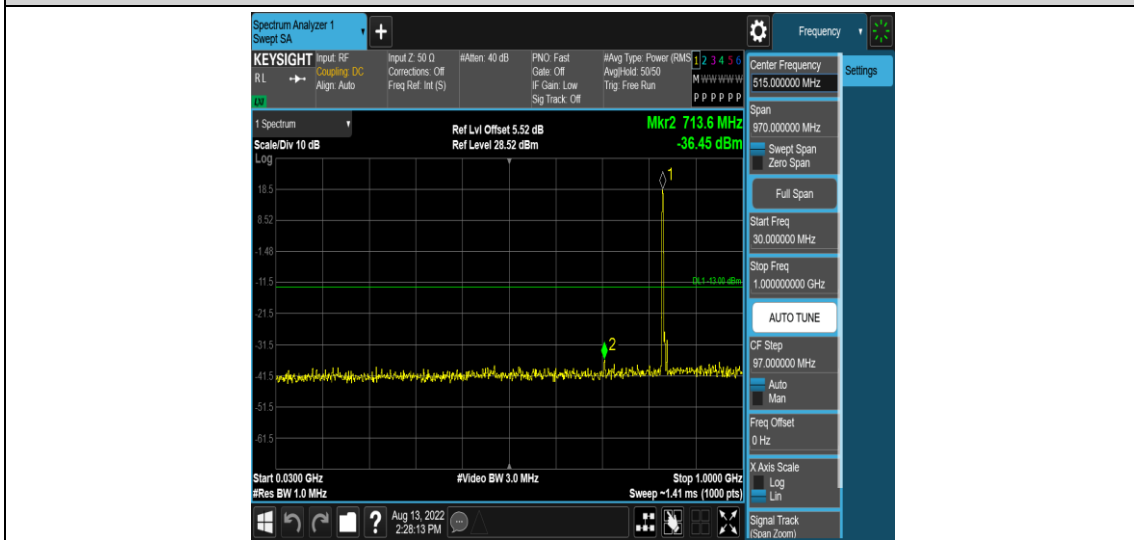 Spectrum Analyzer 1
Swept SA
+
Frequency
KEYSIGHT
RL
LM
Input: RF
Coupling: DC
Align: Auto
Input Z: 50 Ω
Corrections: Off
Freq Ref: Int (S)
#Atten: 40 dB
PNO: Fast
Gate: Off
IF Gain: Low
Sig Track: Off
#Avg Type: Power (RMS
Avg|Hold: 50/50
Trig: Free Run
1 2 3 4 5 6
M W W W W W
P P P P P P
1 Spectrum
Scale/Div 10 dB
Log
Ref Lvl Offset 5.52 dB
Ref Level 28.52 dBm
Mkr2 713.6 MHz
-36.45 dBm
18.5
8.52
-1.48
-11.5
-21.5
-31.5
-41.5
-51.5
-61.5
1
DL1 -13.00 dBm
2
Start 0.0300 GHz
#Res BW 1.0 MHz
#Video BW 3.0 MHz
Stop 1.0000 GHz
Sweep ~1.41 ms (1000 pts)
?
Aug 13, 2022
2:28:13 PM
Center Frequency
515.000000 MHz
Settings
Span
970.000000 MHz
Swept Span
Zero Span
Full Span
Start Freq
30.000000 MHz
Stop Freq
1.000000000 GHz
AUTO TUNE
CF Step
97.000000 MHz
Auto
Man
Freq Offset
0 Hz
X Axis Scale
Log
Lin
Signal Track
(Span Zoom)